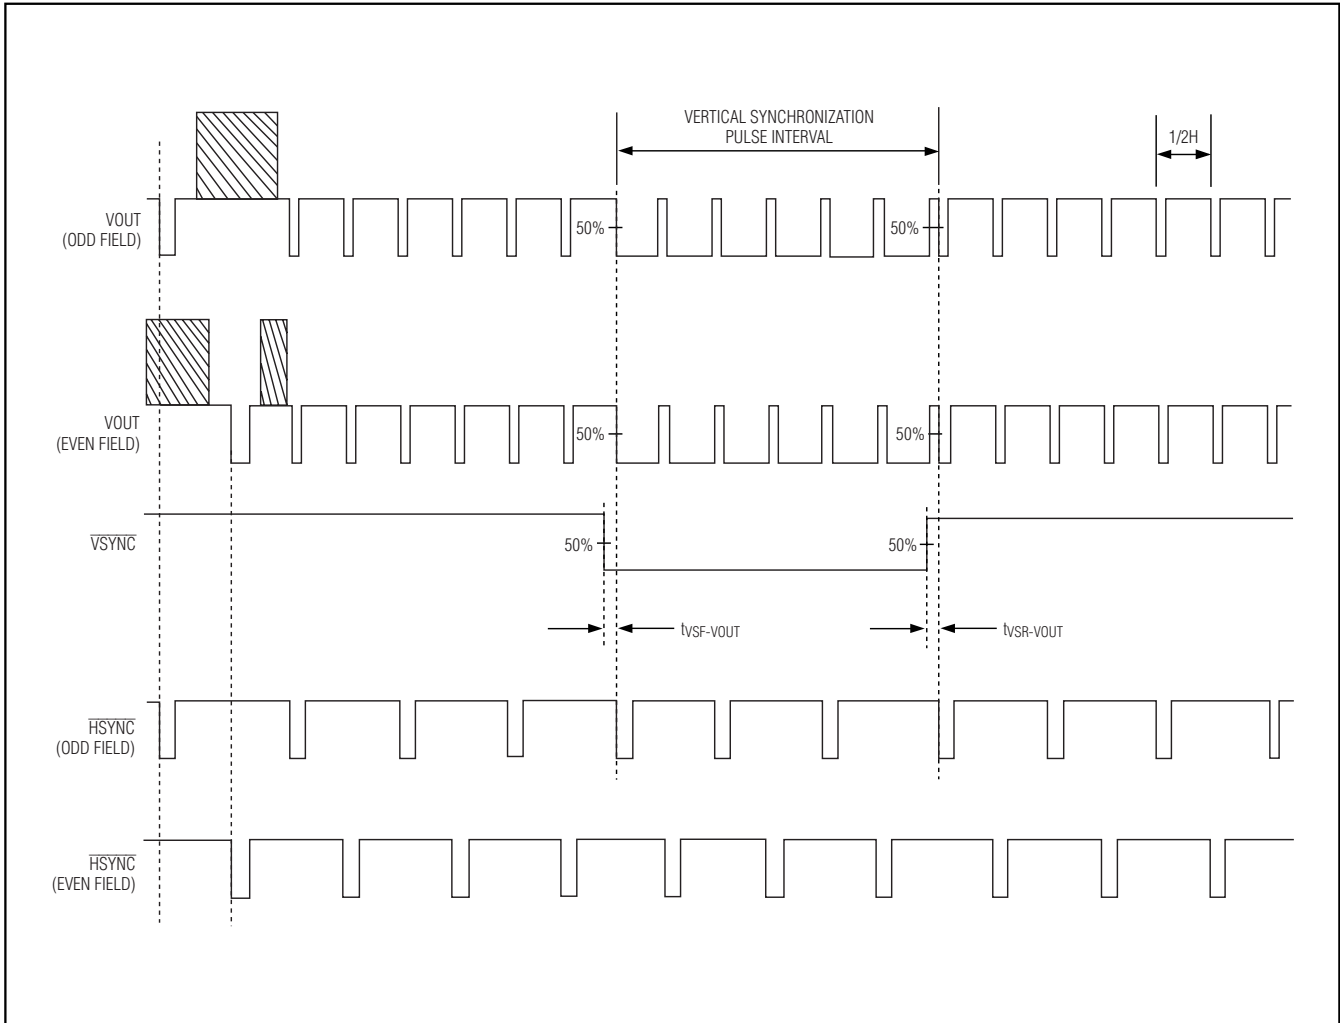 VERTICAL SYNCHRONIZATION
PULSE INTERVAL
1/2H
VOUT
(ODD FIELD)
50%
50%
VOUT
(EVEN FIELD)
50%
50%
VSYNC
50%
50%
tVSF-VOUT
tVSR-VOUT
HSYNC
(ODD FIELD)
HSYNC
(EVEN FIELD)